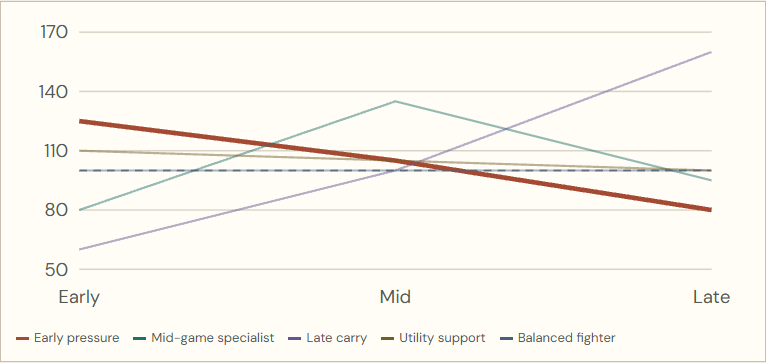 170
140
110
80
50
Early Mid Late
Early pressure Mid-game specialist Late carry Utility support Balanced fighter